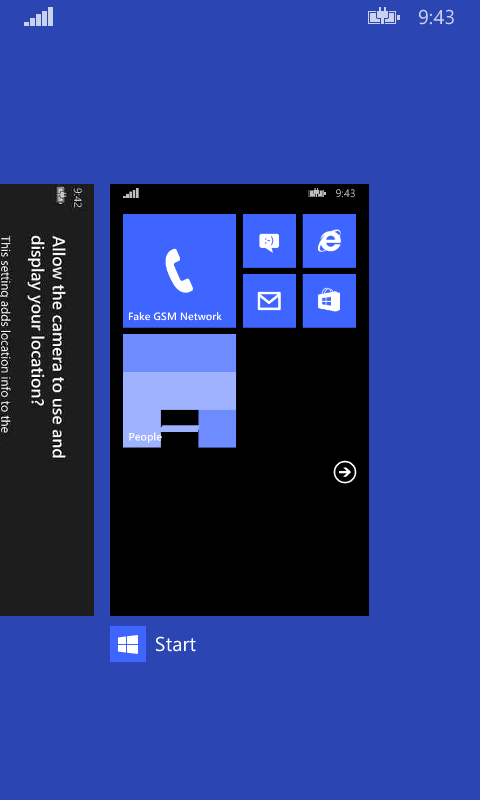 9:43
9:42
Allow the camera to use and
display your location?
This setting adds location info to the
9:43
:-)
Fake GSM Network
People
Start